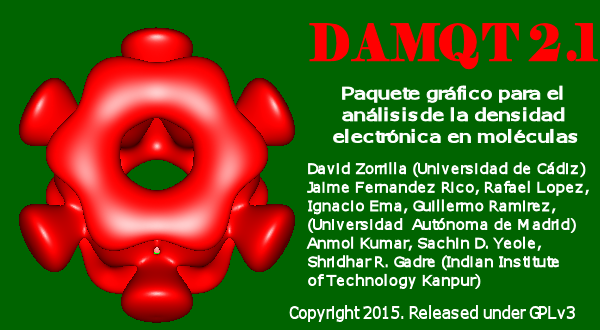 DAMQT 2.1
Paquete gráfico para el
análisis de la densidad
electrónica en moléculas
David Zorrilla (Universidad de Cádiz)
Jaime Fernandez Rico, Rafael Lopez,
Ignacio Ema, Guillermo Ramirez,
(Universidad Autónoma de Madrid)
Anmol Kumar, Sachin D. Yeole,
Shridhar R. Gadre (Indian Institute
of Technology Kanpur)
Copyright 2015. Released under GPLv3